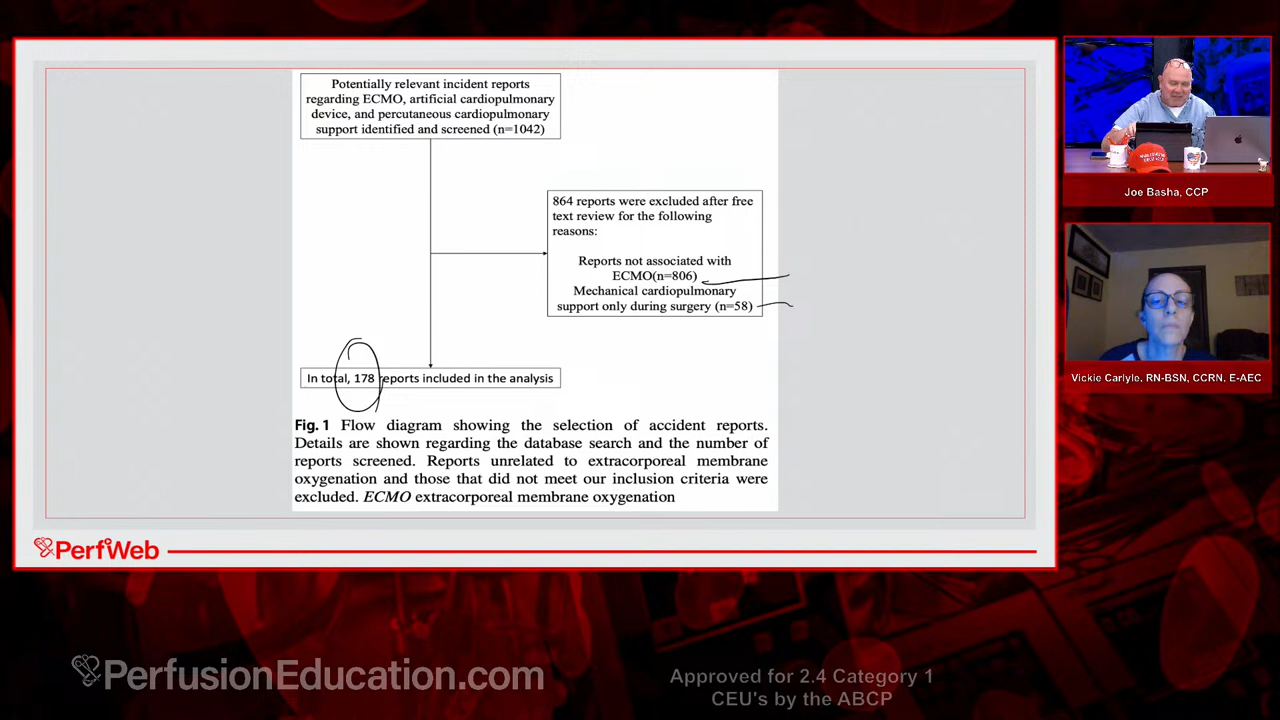 Potentially relevant incident reports
regarding ECMO, artificial cardiopulmonary
device, and percutaneous cardiopulmonary
support identified and screened (n=1042)
864 reports were excluded after free
text review for the following
reasons:
Reports not associated with
ECMO(n=806)
Mechanical cardiopulmonary
support only during surgery (n=58)
In total, 178 reports included in the analysis
Fig. 1 Flow diagram showing the selection of accident reports.
Details are shown regarding the database search and the number of
reports screened. Reports unrelated to extracorporeal membrane
oxygenation and those that did not meet our inclusion criteria were
excluded. ECMO extracorporeal membrane oxygenation
PerfWeb
Joe Basha, CCP
Vickie Carlyle, RN-BSN, CCRN, E-AEC
PerfusionEducation.com
Approved for 2.4 Category 1
CEU's by the ABCP